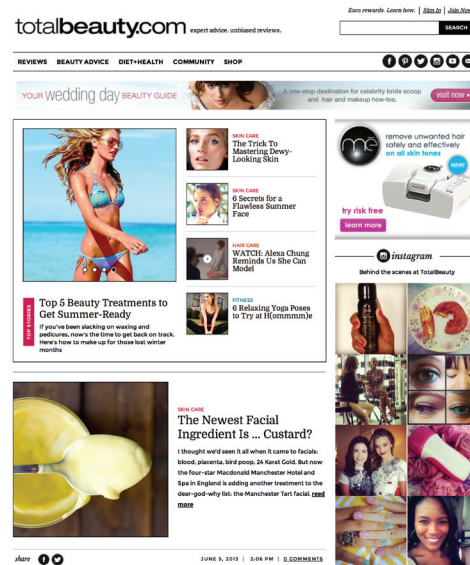 Earn rewards. Learn how. | Sign In | Join Now
totalbeauty.com expert advice. unbiased reviews.
SEARCH
REVIEWS BEAUTY ADVICE DIET+HEALTH COMMUNITY SHOP
YOUR wedding day BEAUTY GUIDE
A one-stop destination for celebrity bride scoop
and hair and makeup how-tos.
visit now
SKIN CARE
The Trick To
Mastering Dewy-
Looking Skin
SKIN CARE
6 Secrets for a
Flawless Summer
Face
HAIR CARE
WATCH: Alexa Chung
Reminds Us She Can
Model
FITNESS
6 Relaxing Yoga Poses
to Try at H(ommmm)e
TOP STORIES
Top 5 Beauty Treatments to
Get Summer-Ready
If you've been slacking on waxing and
pedicures, now's the time to get back on track.
Here's how to make up for those lost winter
months
mē
remove unwanted hair
safely and effectively
on all skin tones
NEW!
try risk free
learn more
instagram
Behind the scenes at TotalBeauty
SKIN CARE
The Newest Facial
Ingredient Is ... Custard?
I thought we'd seen it all when it came to facials:
blood, placenta, bird poop, 24 Karat Gold. But now
the four-star Macdonald Manchester Hotel and
Spa in England is adding another treatment to the
dear-god-why list: the Manchester Tart facial. read
more
share
JUNE 5, 2013 | 2:06 PM | 0 COMMENTS